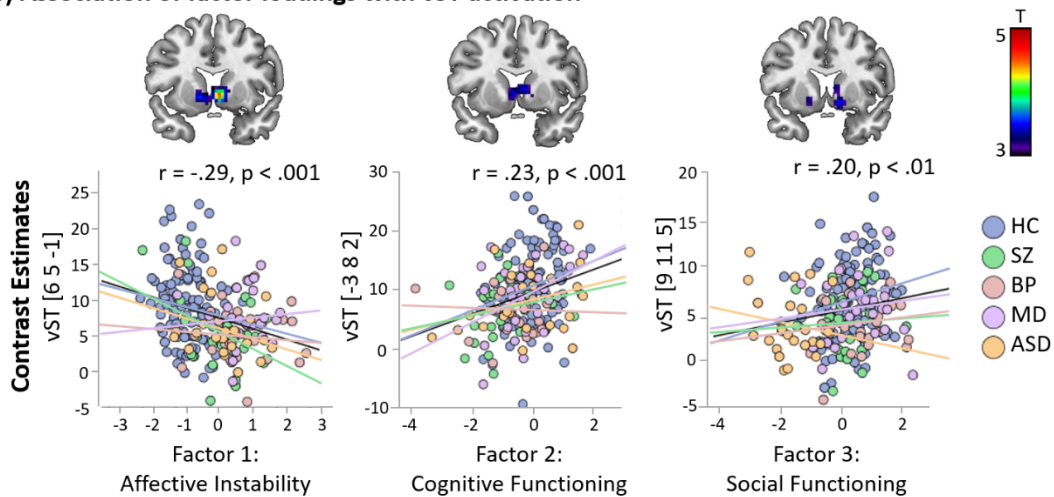 Association of factor loadings with vST activation
T
5
3
r = -.29, p < .001
r = .23, p < .001
r = .20, p < .01
Contrast Estimates
vST [6 5 -1]
25
20
15
10
5
0
-5
-3 -2 -1 0 1 2 3
Factor 1:
Affective Instability
vST [-3 8 2]
30
20
10
0
-10
-4 -2 0 2
Factor 2:
Cognitive Functioning
vST [9 11 5]
20
15
10
5
0
-5
-4 -2 0 2
Factor 3:
Social Functioning
HC
SZ
BP
MD
ASD